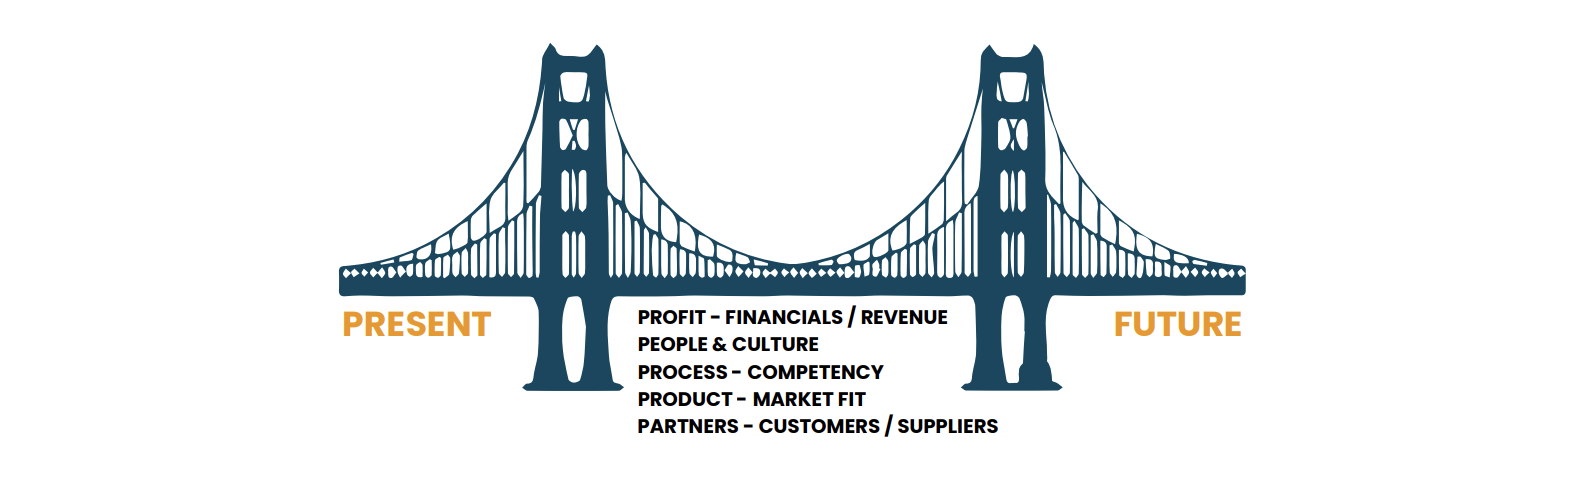 PRESENT
PROFIT - FINANCIALS / REVENUE
PEOPLE & CULTURE
PROCESS - COMPETENCY
PRODUCT - MARKET FIT
PARTNERS - CUSTOMERS / SUPPLIERS
FUTURE